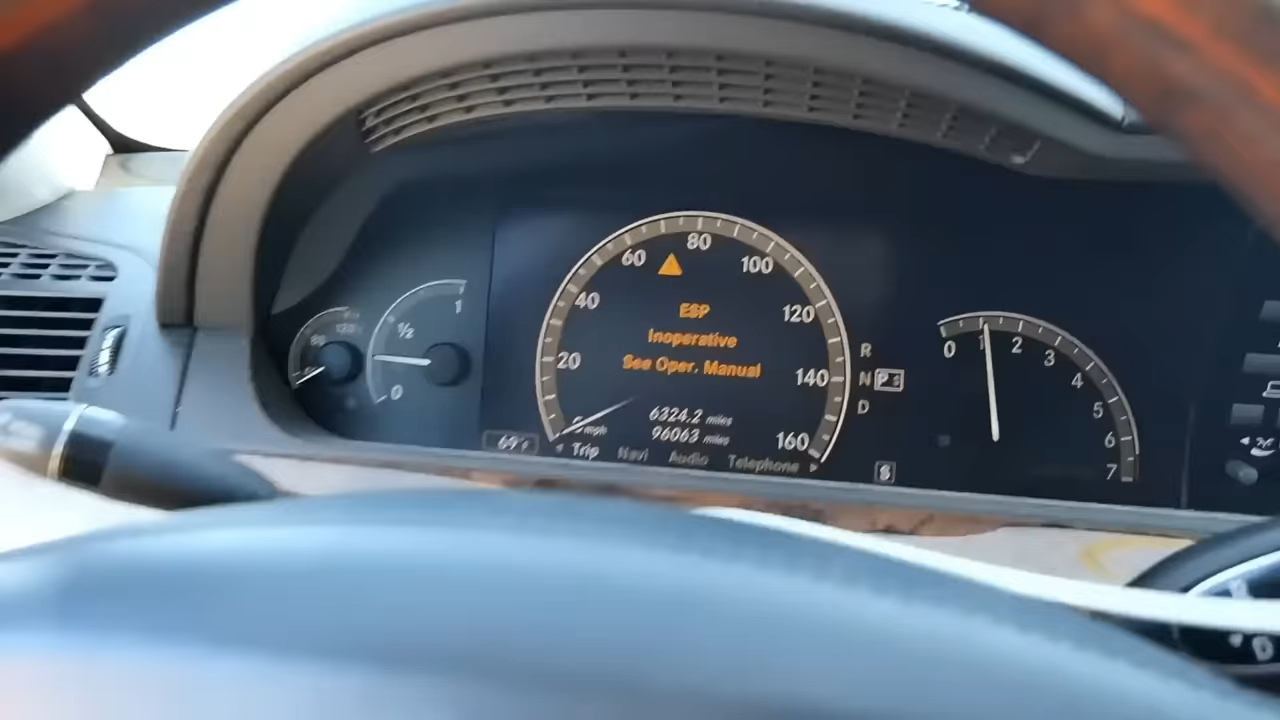 80
60
100
40
120
20
140
160
ESP
Inoperative
See Oper. Manual
6324.2 miles
96063 miles
mph
Trip Navi Audio Telephone
1
½
0
R
N
D
P S
S
0 1 2 3 4 5 6 7